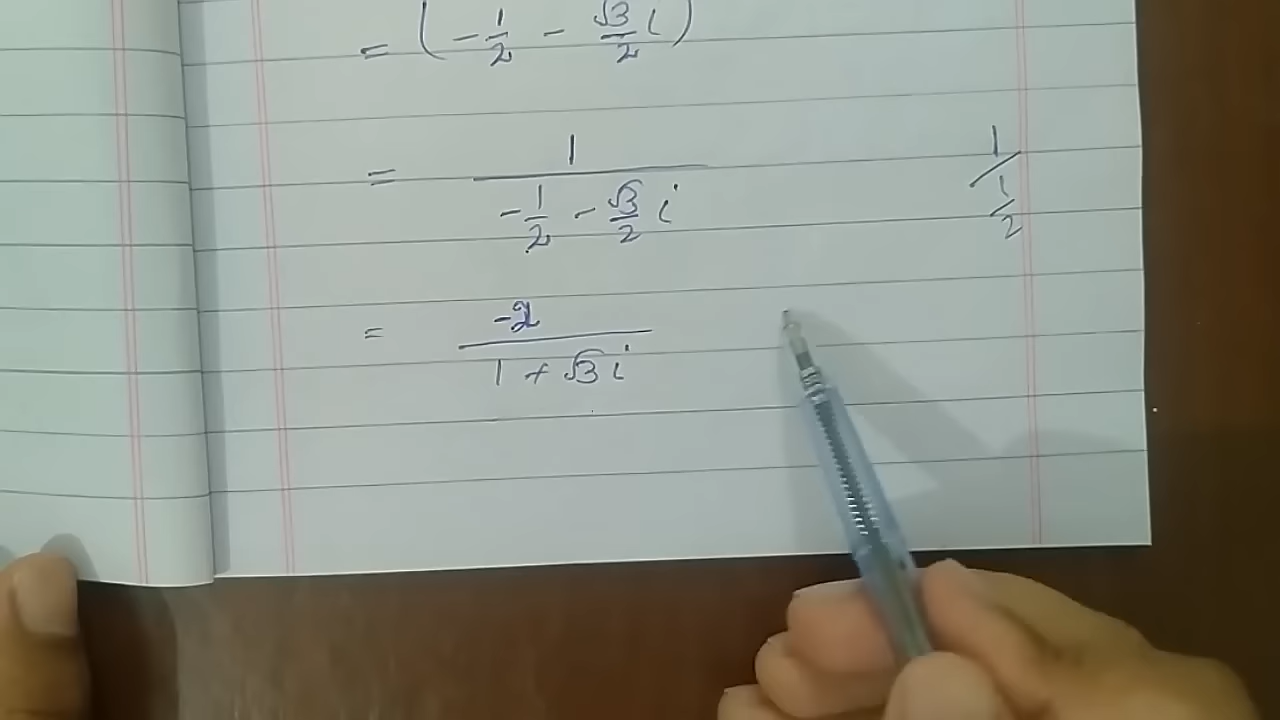 = (-1/2 - √3/2 i)
= 1/(-1/2 - √3/2 i)
1/(1/2)
= -2/(1 + √3 i)